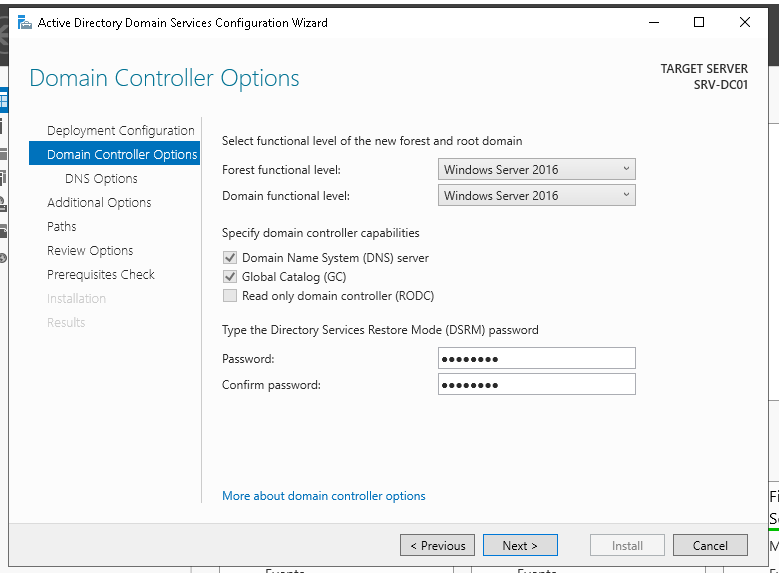 Active Directory Domain Services Configuration Wizard
Domain Controller Options
TARGET SERVER
SRV-DC01
Deployment Configuration
Domain Controller Options
DNS Options
Additional Options
Paths
Review Options
Prerequisites Check
Installation
Results
Select functional level of the new forest and root domain
Forest functional level: Windows Server 2016
Domain functional level: Windows Server 2016
Specify domain controller capabilities
Domain Name System (DNS) server
Global Catalog (GC)
Read only domain controller (RODC)
Type the Directory Services Restore Mode (DSRM) password
Password: ●●●●●●●●
Confirm password: ●●●●●●●●
More about domain controller options
< Previous Next > Install Cancel